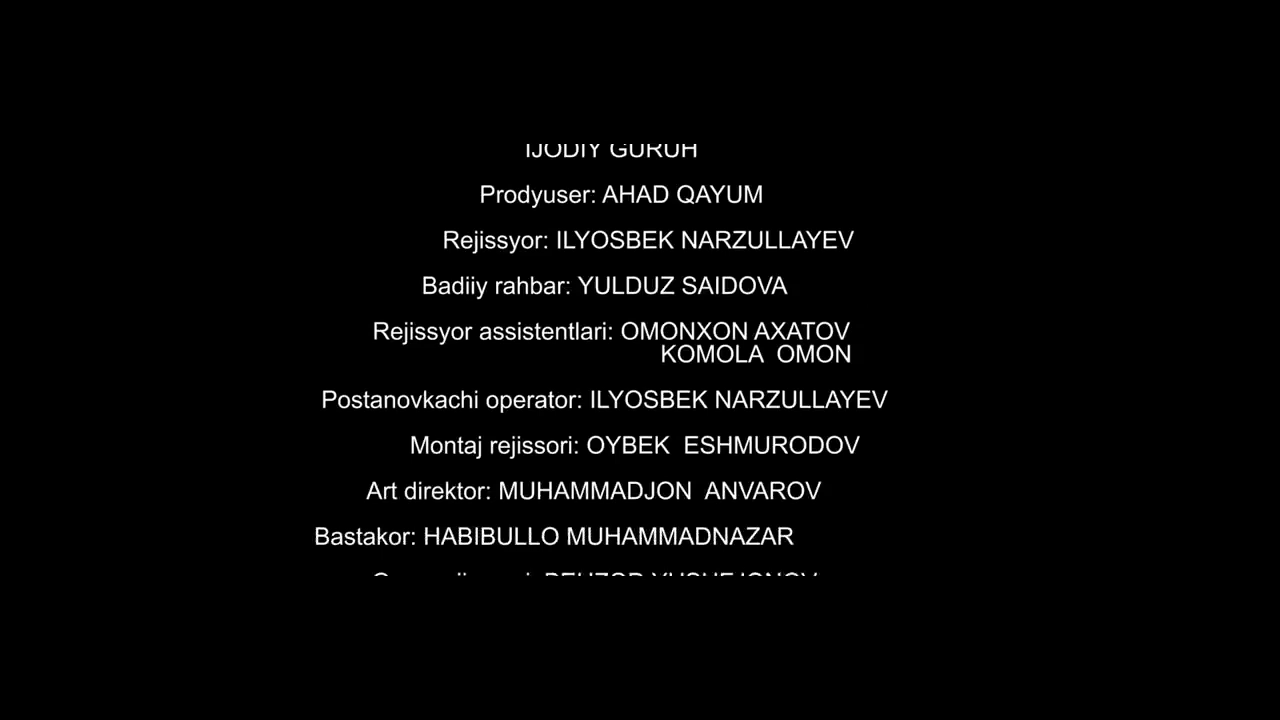 IJODIY GURUH
Prodyuser: AHAD QAYUM
Rejissyor: ILYOSBEK NARZULLAYEV
Badiiy rahbar: YULDUZ SAIDOVA
Rejissyor assistentlari: OMONXON AXATOV
KOMOLA OMON
Postanovkachi operator: ILYOSBEK NARZULLAYEV
Montaj rejissori: OYBEK ESHMURODOV
Art direktor: MUHAMMADJON ANVAROV
Bastakor: HABIBULLO MUHAMMADNAZAR